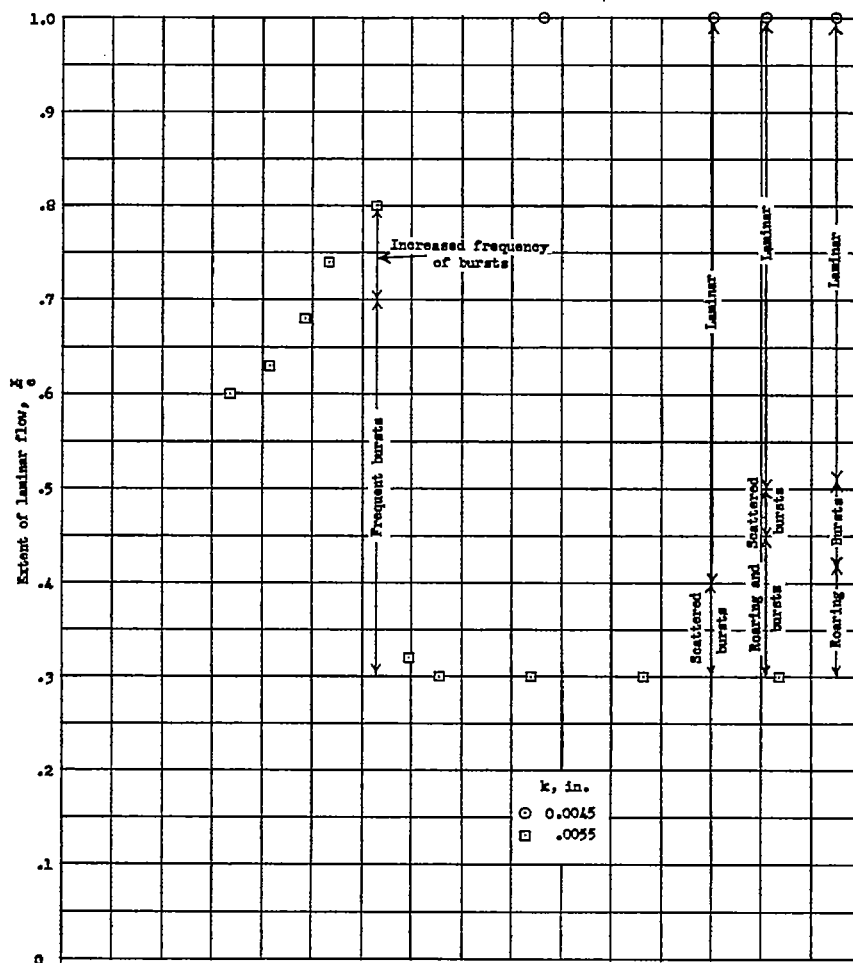 1.0
.9
.8
.7
.6
.5
.4
.3
.2
.1
0
Extent of laminar flow, x/c
Increased frequency
of bursts
Frequent bursts
Laminar
Scattered
bursts
Laminar
Scattered
bursts
Roaring and
bursts
Laminar
Bursts
Roaring
k, in.
0.0045
.0055